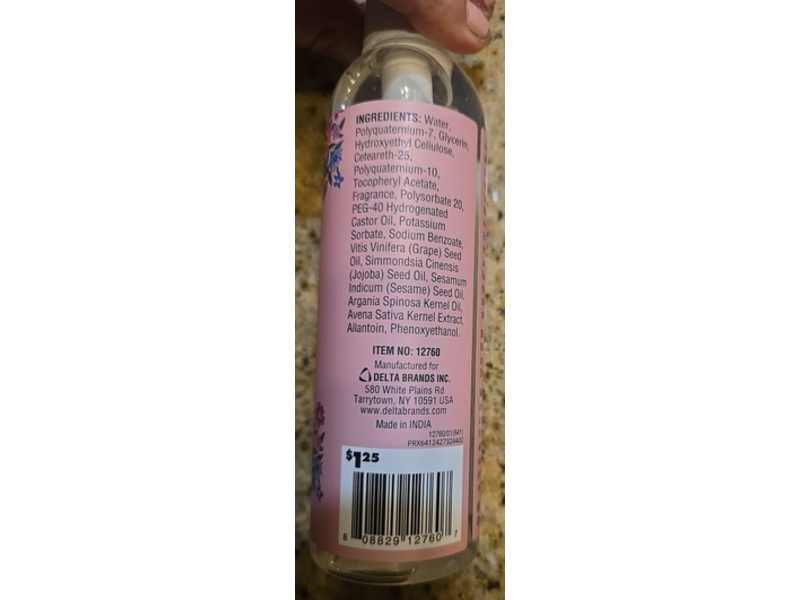 INGREDIENTS: Water,
Polyquaternium-7, Glycerin,
Hydroxyethyl Cellulose,
Ceteareth-25,
Polyquaternium-10,
Tocopheryl Acetate,
Fragrance, Polysorbate 20,
PEG-40 Hydrogenated
Castor Oil, Potassium
Sorbate, Sodium Benzoate,
Vitis Vinifera (Grape) Seed
Oil, Simmondsia Cinensis
(Jojoba) Seed Oil, Sesamum
Indicum (Sesame) Seed Oil,
Argania Spinosa Kernel Oil,
Avena Sativa Kernel Extract,
Allantoin, Phenoxyethanol.
ITEM NO: 12760
Manufactured for
DELTA BRANDS INC.
580 White Plains Rd
Tarrytown, NY 10591 USA
www.deltabrands.com
Made in INDIA
12760/01(641)
PRX6412427324400
$1.25
8 08829 12760 7